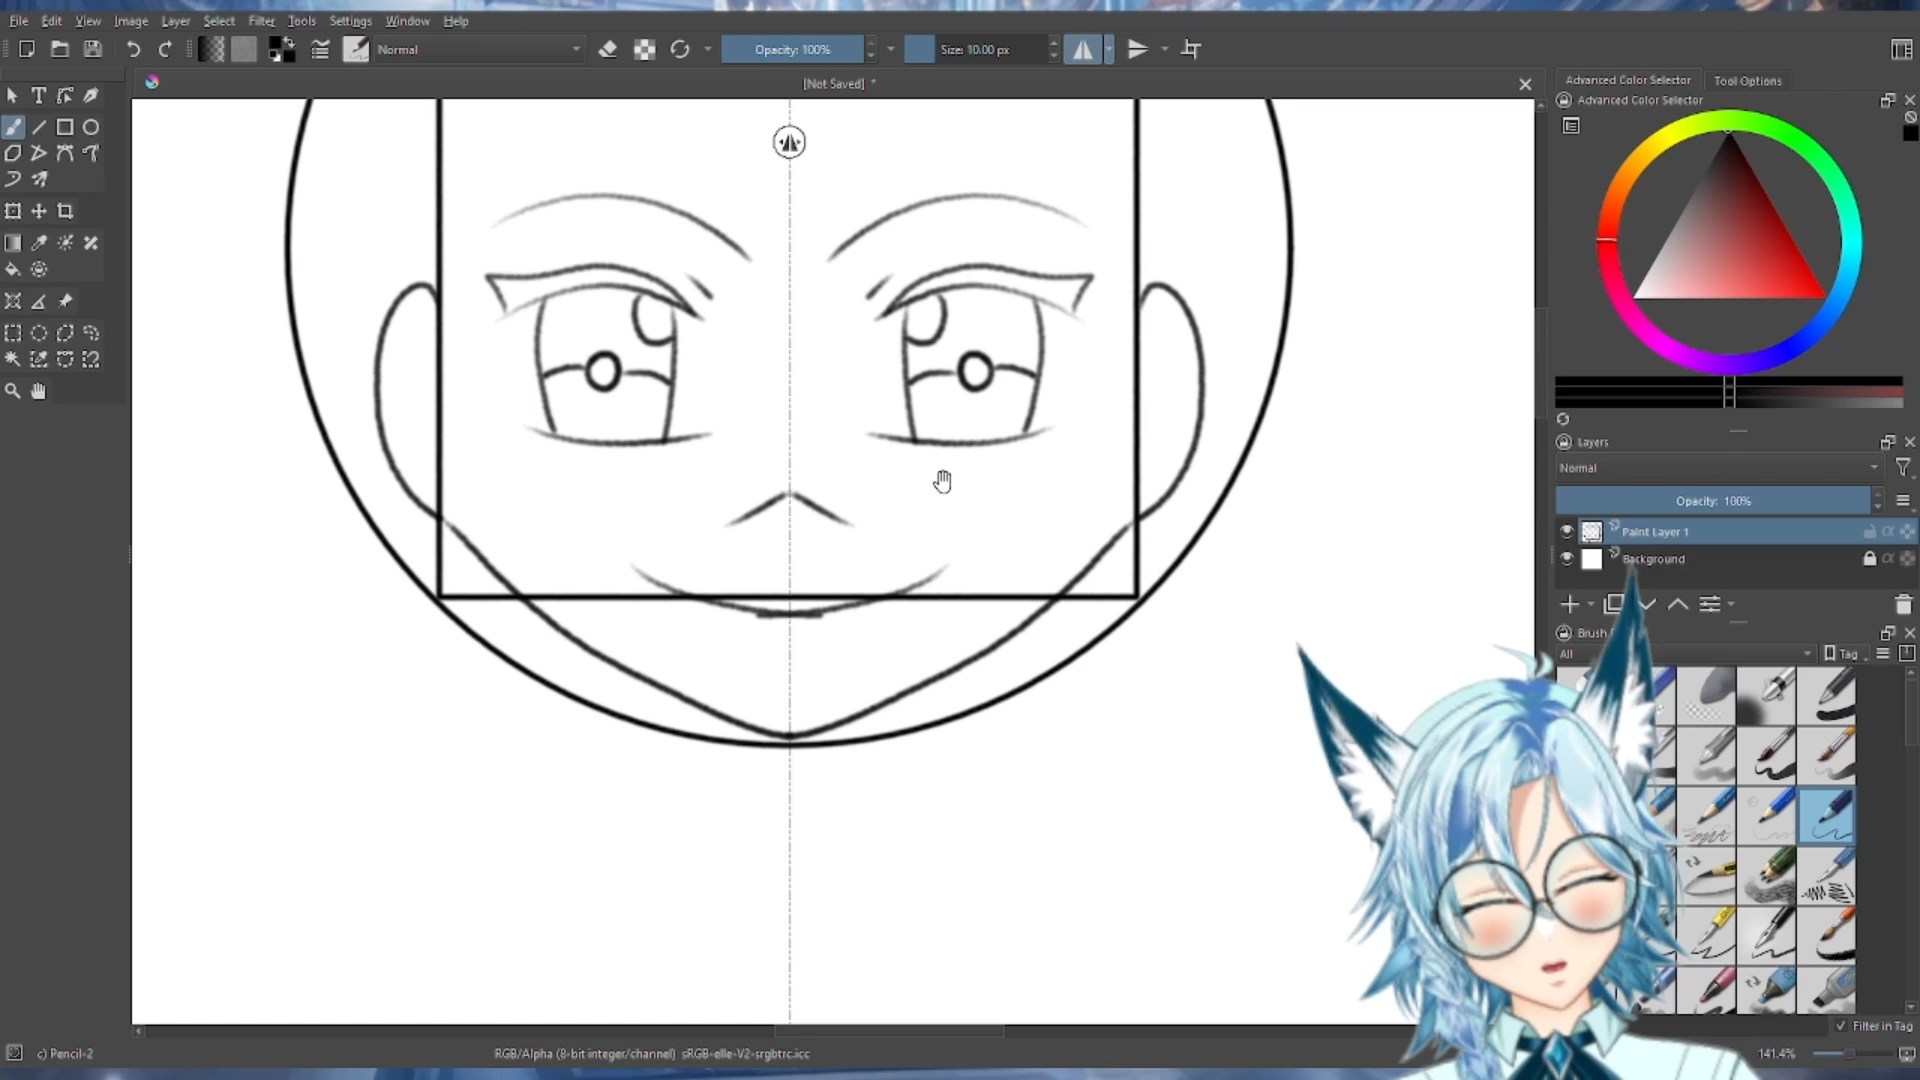 File Edit View Image Layer Select Filter Tools Settings Window Help
Normal
Opacity: 100%
Size: 10.00 px
[Not Saved] *
Advanced Color Selector
Tool Options
Advanced Color Selector
Layers
Normal
Opacity: 100%
Paint Layer 1
Background
Brush
All
Tag
Filter in Tag
c) Pencil-2
RGB/Alpha (8-bit integer/channel) sRGB-elle-V2-srgbtrc.icc
141.4%